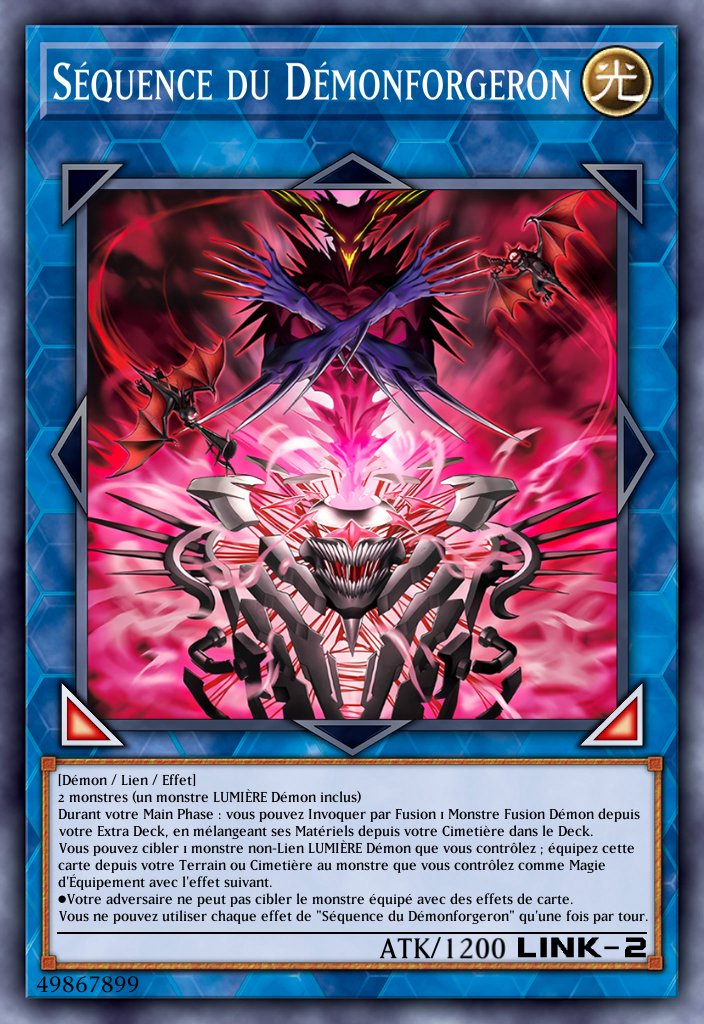 SÉQUENCE DU DÉMONFORGERON
光
[Démon / Lien / Effet]
2 monstres (un monstre LUMIÈRE Démon inclus)
Durant votre Main Phase : vous pouvez Invoquer par Fusion 1 Monstre Fusion Démon depuis
votre Extra Deck, en mélangeant ses Matériels depuis votre Cimetière dans le Deck.
Vous pouvez cibler 1 monstre non-Lien LUMIÈRE Démon que vous contrôlez ; équipez cette
carte depuis votre Terrain ou Cimetière au monstre que vous contrôlez comme Magie
d'Équipement avec l'effet suivant.
●Votre adversaire ne peut pas cibler le monstre équipé avec des effets de carte.
Vous ne pouvez utiliser chaque effet de "Séquence du Démonforgeron" qu'une fois par tour.
ATK/1200 LINK-2
49867899